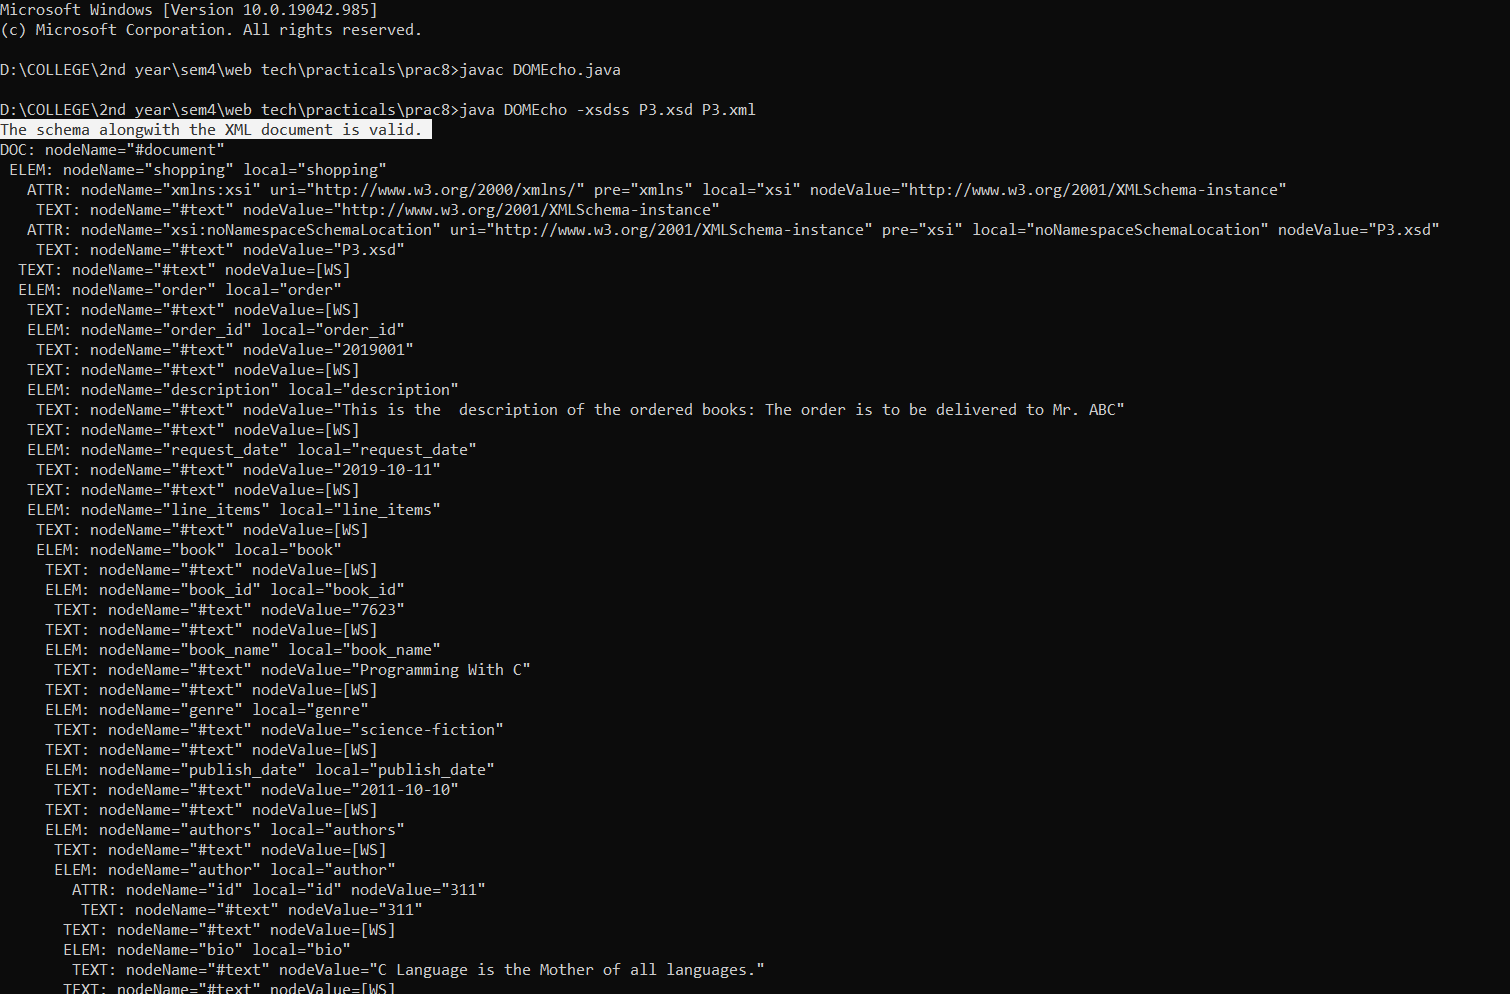 Microsoft Windows [Version 10.0.19042.985]
(c) Microsoft Corporation. All rights reserved.
D:\COLLEGE\2nd year\sem4\web tech\practicals\prac8>javac DOMEcho.java
D:\COLLEGE\2nd year\sem4\web tech\practicals\prac8>java DOMEcho -xsdss P3.xsd P3.xml
The schema alongwith the XML document is valid.
DOC: nodeName="#document"
ELEM: nodeName="shopping" local="shopping"
ATTR: nodeName="xmlns:xsi" uri="http://www.w3.org/2000/xmlns/" pre="xmlns" local="xsi" nodeValue="http://www.w3.org/2001/XMLSchema-instance"
TEXT: nodeName="#text" nodeValue="http://www.w3.org/2001/XMLSchema-instance"
ATTR: nodeName="xsi:noNamespaceSchemaLocation" uri="http://www.w3.org/2001/XMLSchema-instance" pre="xsi" local="noNamespaceSchemaLocation" nodeValue="P3.xsd"
TEXT: nodeName="#text" nodeValue="P3.xsd"
TEXT: nodeName="#text" nodeValue=[WS]
ELEM: nodeName="order" local="order"
TEXT: nodeName="#text" nodeValue=[WS]
ELEM: nodeName="order_id" local="order_id"
TEXT: nodeName="#text" nodeValue="2019001"
TEXT: nodeName="#text" nodeValue=[WS]
ELEM: nodeName="description" local="description"
TEXT: nodeName="#text" nodeValue="This is the  description of the ordered books: The order is to be delivered to Mr. ABC"
TEXT: nodeName="#text" nodeValue=[WS]
ELEM: nodeName="request_date" local="request_date"
TEXT: nodeName="#text" nodeValue="2019-10-11"
TEXT: nodeName="#text" nodeValue=[WS]
ELEM: nodeName="line_items" local="line_items"
TEXT: nodeName="#text" nodeValue=[WS]
ELEM: nodeName="book" local="book"
TEXT: nodeName="#text" nodeValue=[WS]
ELEM: nodeName="book_id" local="book_id"
TEXT: nodeName="#text" nodeValue="7623"
TEXT: nodeName="#text" nodeValue=[WS]
ELEM: nodeName="book_name" local="book_name"
TEXT: nodeName="#text" nodeValue="Programming With C"
TEXT: nodeName="#text" nodeValue=[WS]
ELEM: nodeName="genre" local="genre"
TEXT: nodeName="#text" nodeValue="science-fiction"
TEXT: nodeName="#text" nodeValue=[WS]
ELEM: nodeName="publish_date" local="publish_date"
TEXT: nodeName="#text" nodeValue="2011-10-10"
TEXT: nodeName="#text" nodeValue=[WS]
ELEM: nodeName="authors" local="authors"
TEXT: nodeName="#text" nodeValue=[WS]
ELEM: nodeName="author" local="author"
ATTR: nodeName="id" local="id" nodeValue="311"
TEXT: nodeName="#text" nodeValue="311"
TEXT: nodeName="#text" nodeValue=[WS]
ELEM: nodeName="bio" local="bio"
TEXT: nodeName="#text" nodeValue="C Language is the Mother of all languages."
TEXT: nodeName="#text" nodeValue=[WS]